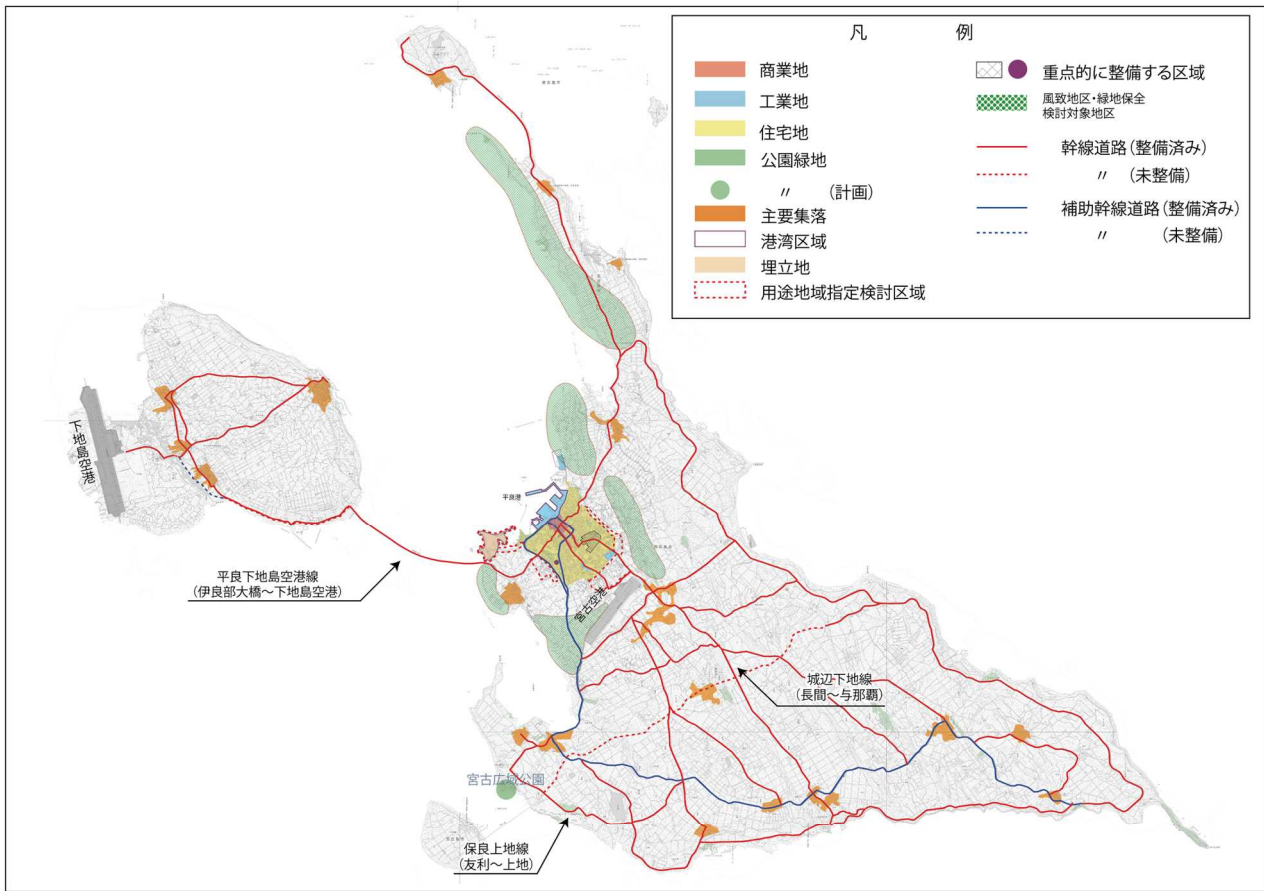 凡　例
商業地
工業地
住宅地
公園緑地
〃　(計画)
主要集落
港湾区域
埋立地
用途地域指定検討区域
重点的に整備する区域
風致地区・緑地保全
検討対象地区
幹線道路(整備済み)
〃　(未整備)
補助幹線道路(整備済み)
〃　(未整備)
下地島空港
平良港
平良下地島空港線
(伊良部大橋〜下地島空港)
宮古空港
城辺下地線
(長間〜与那覇)
宮古広域公園
保良上地線
(友利〜上地)